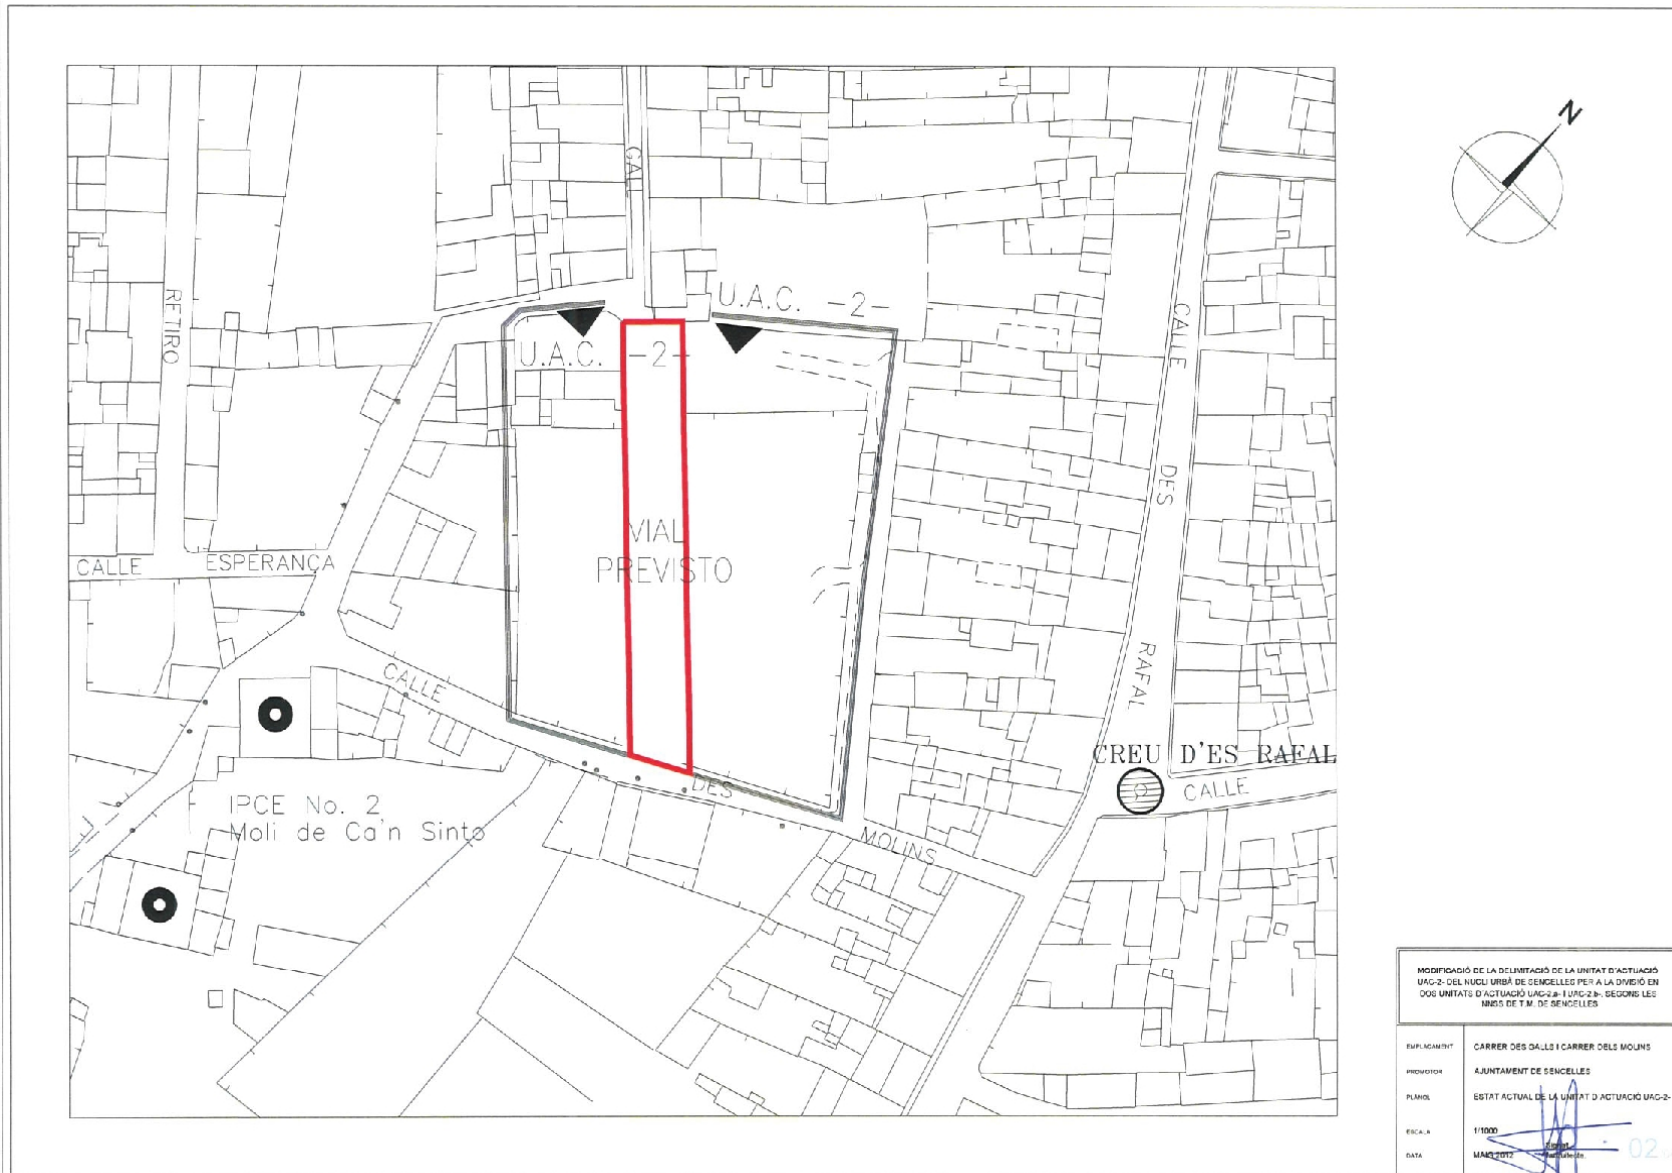 N
GAL
U.A.C. -2-
CALLE
RETIRO
U.A.C. -2-
DES
VIAL
PREVISTO
CALLE ESPERANÇA
RAFAL
CALLE
CREU D'ES RAFAL
DES
CALLE
IPCE No. 2
Moli de Ca'n Sinto
MOLINS
MODIFICACIÓ DE LA DELIMITACIÓ DE LA UNITAT D'ACTUACIÓ
UAC-2- DEL NUCLI URBÀ DE SENCELLES PER A LA DIVISIÓ EN
DOS UNITATS D'ACTUACIÓ UAC-2.a- I UAC-2.b-, SEGONS LES
NNSS DE T.M. DE SENCELLES
EMPLAÇAMENT CARRER DES GALLS I CARRER DELS MOLINS
PROMOTOR AJUNTAMENT DE SENCELLES
PLÀNOL ESTAT ACTUAL DE LA UNITAT D ACTUACIÓ UAC-2-
ESCALA 1/1000
DATA MAIG 2012
02